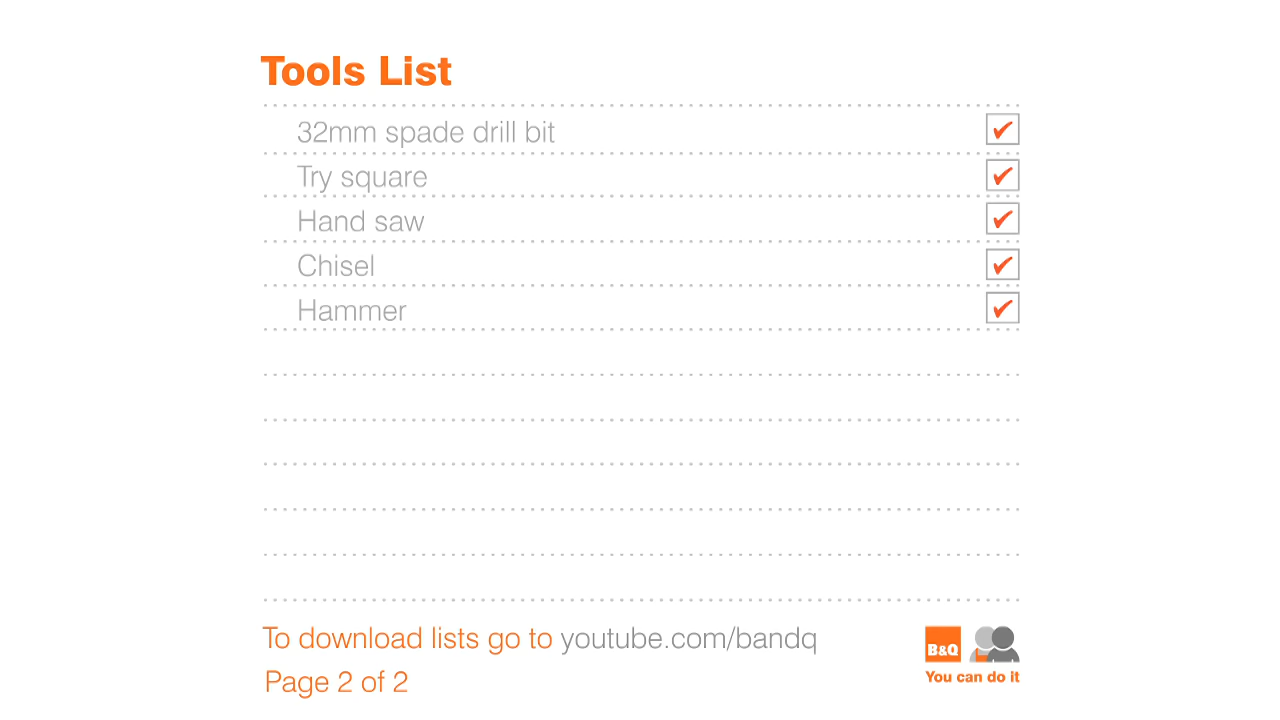 Tools List
32mm spade drill bit
Try square
Hand saw
Chisel
Hammer
To download lists go to youtube.com/bandq
Page 2 of 2
B&Q
You can do it